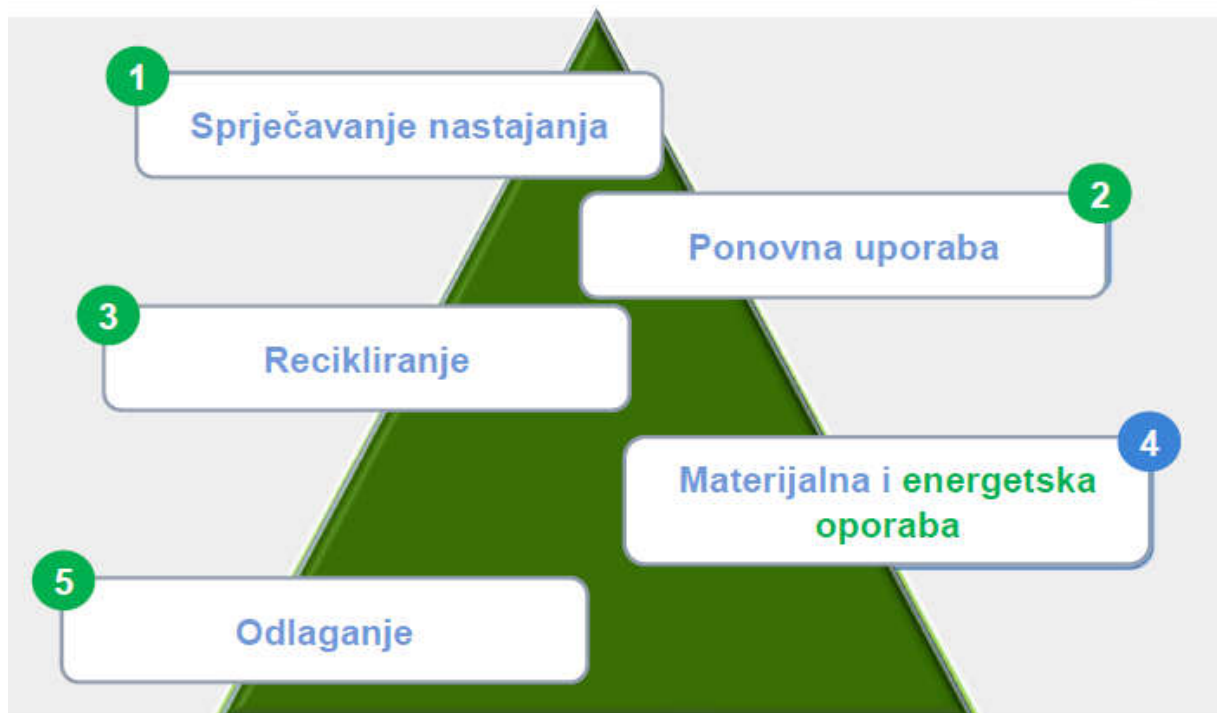 1
Sprječavanje nastajanja
2
Ponovna uporaba
3
Recikliranje
4
Materijalna i energetska
oporaba
5
Odlaganje